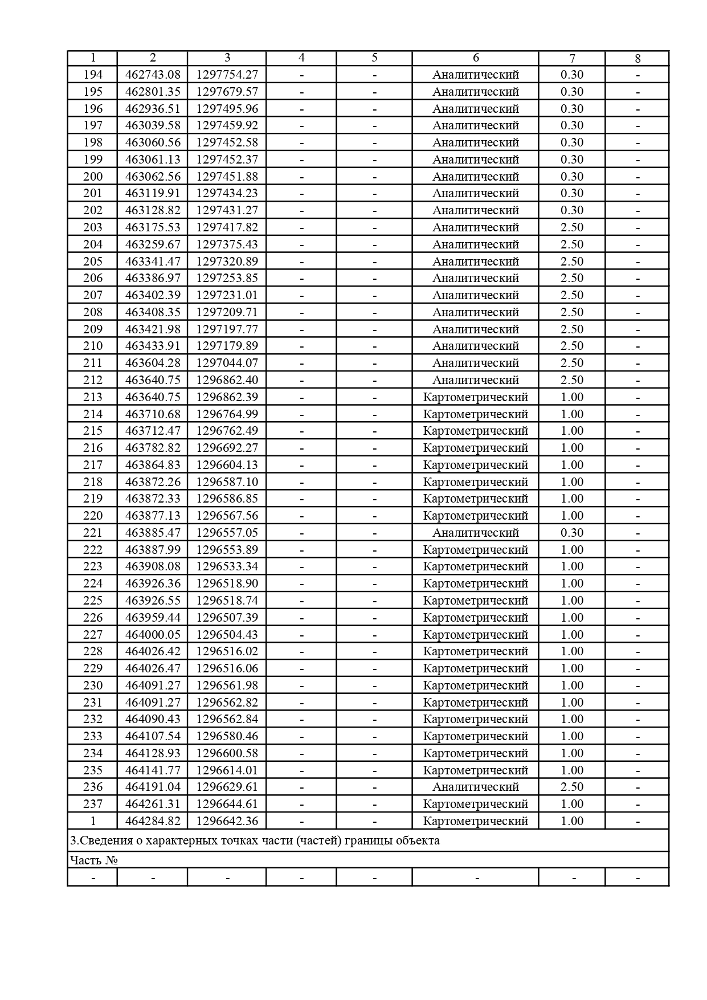 1 2 3 4 5 6 7 8
194 462743.08 1297754.27 - - Аналитический 0.30 -
195 462801.35 1297679.57 - - Аналитический 0.30 -
196 462936.51 1297495.96 - - Аналитический 0.30 -
197 463039.58 1297459.92 - - Аналитический 0.30 -
198 463060.56 1297452.58 - - Аналитический 0.30 -
199 463061.13 1297452.37 - - Аналитический 0.30 -
200 463062.56 1297451.88 - - Аналитический 0.30 -
201 463119.91 1297434.23 - - Аналитический 0.30 -
202 463128.82 1297431.27 - - Аналитический 0.30 -
203 463175.53 1297417.82 - - Аналитический 2.50 -
204 463259.67 1297375.43 - - Аналитический 2.50 -
205 463341.47 1297320.89 - - Аналитический 2.50 -
206 463386.97 1297253.85 - - Аналитический 2.50 -
207 463402.39 1297231.01 - - Аналитический 2.50 -
208 463408.35 1297209.71 - - Аналитический 2.50 -
209 463421.98 1297197.77 - - Аналитический 2.50 -
210 463433.91 1297179.89 - - Аналитический 2.50 -
211 463604.28 1297044.07 - - Аналитический 2.50 -
212 463640.75 1296862.40 - - Аналитический 2.50 -
213 463640.75 1296862.39 - - Картометрический 1.00 -
214 463710.68 1296764.99 - - Картометрический 1.00 -
215 463712.47 1296762.49 - - Картометрический 1.00 -
216 463782.82 1296692.27 - - Картометрический 1.00 -
217 463864.83 1296604.13 - - Картометрический 1.00 -
218 463872.26 1296587.10 - - Картометрический 1.00 -
219 463872.33 1296586.85 - - Картометрический 1.00 -
220 463877.13 1296567.56 - - Картометрический 1.00 -
221 463885.47 1296557.05 - - Аналитический 0.30 -
222 463887.99 1296553.89 - - Картометрический 1.00 -
223 463908.08 1296533.34 - - Картометрический 1.00 -
224 463926.36 1296518.90 - - Картометрический 1.00 -
225 463926.55 1296518.74 - - Картометрический 1.00 -
226 463959.44 1296507.39 - - Картометрический 1.00 -
227 464000.05 1296504.43 - - Картометрический 1.00 -
228 464026.42 1296516.02 - - Картометрический 1.00 -
229 464026.47 1296516.06 - - Картометрический 1.00 -
230 464091.27 1296561.98 - - Картометрический 1.00 -
231 464091.27 1296562.82 - - Картометрический 1.00 -
232 464090.43 1296562.84 - - Картометрический 1.00 -
233 464107.54 1296580.46 - - Картометрический 1.00 -
234 464128.93 1296600.58 - - Картометрический 1.00 -
235 464141.77 1296614.01 - - Картометрический 1.00 -
236 464191.04 1296629.61 - - Аналитический 2.50 -
237 464261.31 1296644.61 - - Картометрический 1.00 -
1 464284.82 1296642.36 - - Картометрический 1.00 -
3.Сведения о характерных точках части (частей) границы объекта
Часть №
- - - - - - - -